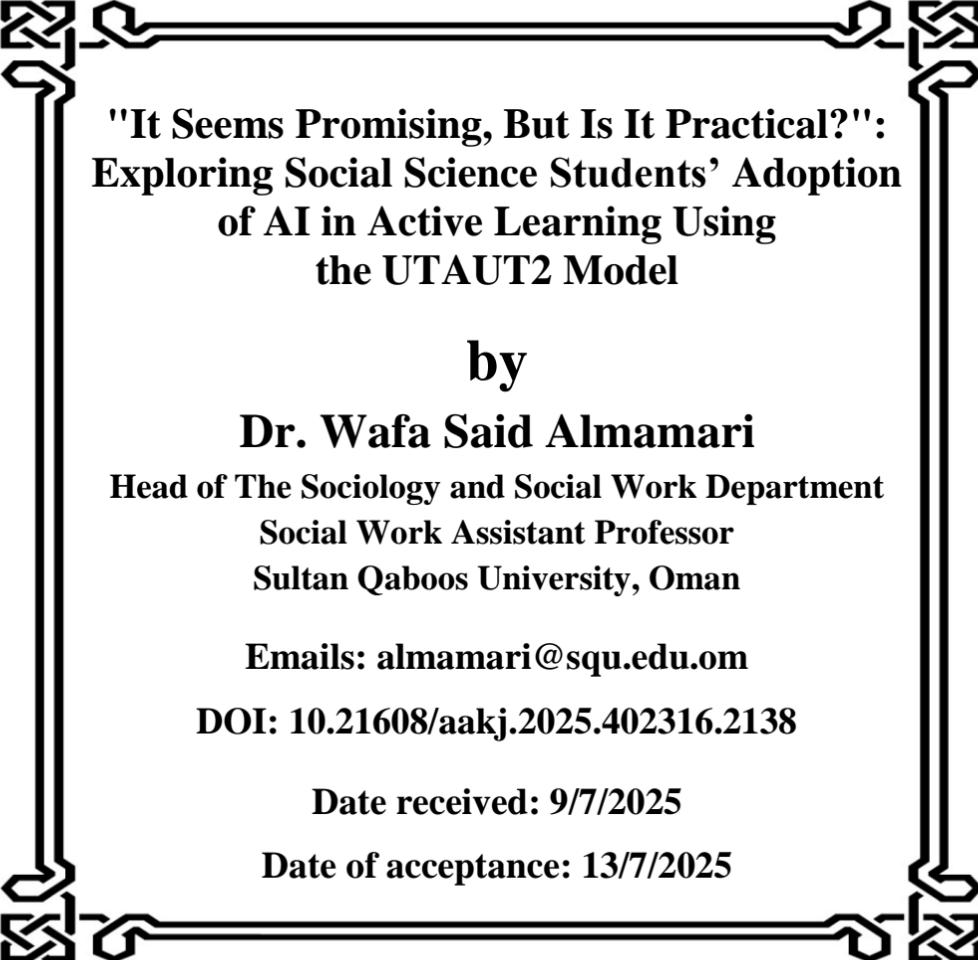 "It Seems Promising, But Is It Practical?":
Exploring Social Science Students’ Adoption
of AI in Active Learning Using
the UTAUT2 Model
by
Dr. Wafa Said Almamari
Head of The Sociology and Social Work Department
Social Work Assistant Professor
Sultan Qaboos University, Oman
Emails: almamari@squ.edu.om
DOI: 10.21608/aakj.2025.402316.2138
Date received: 9/7/2025
Date of acceptance: 13/7/2025